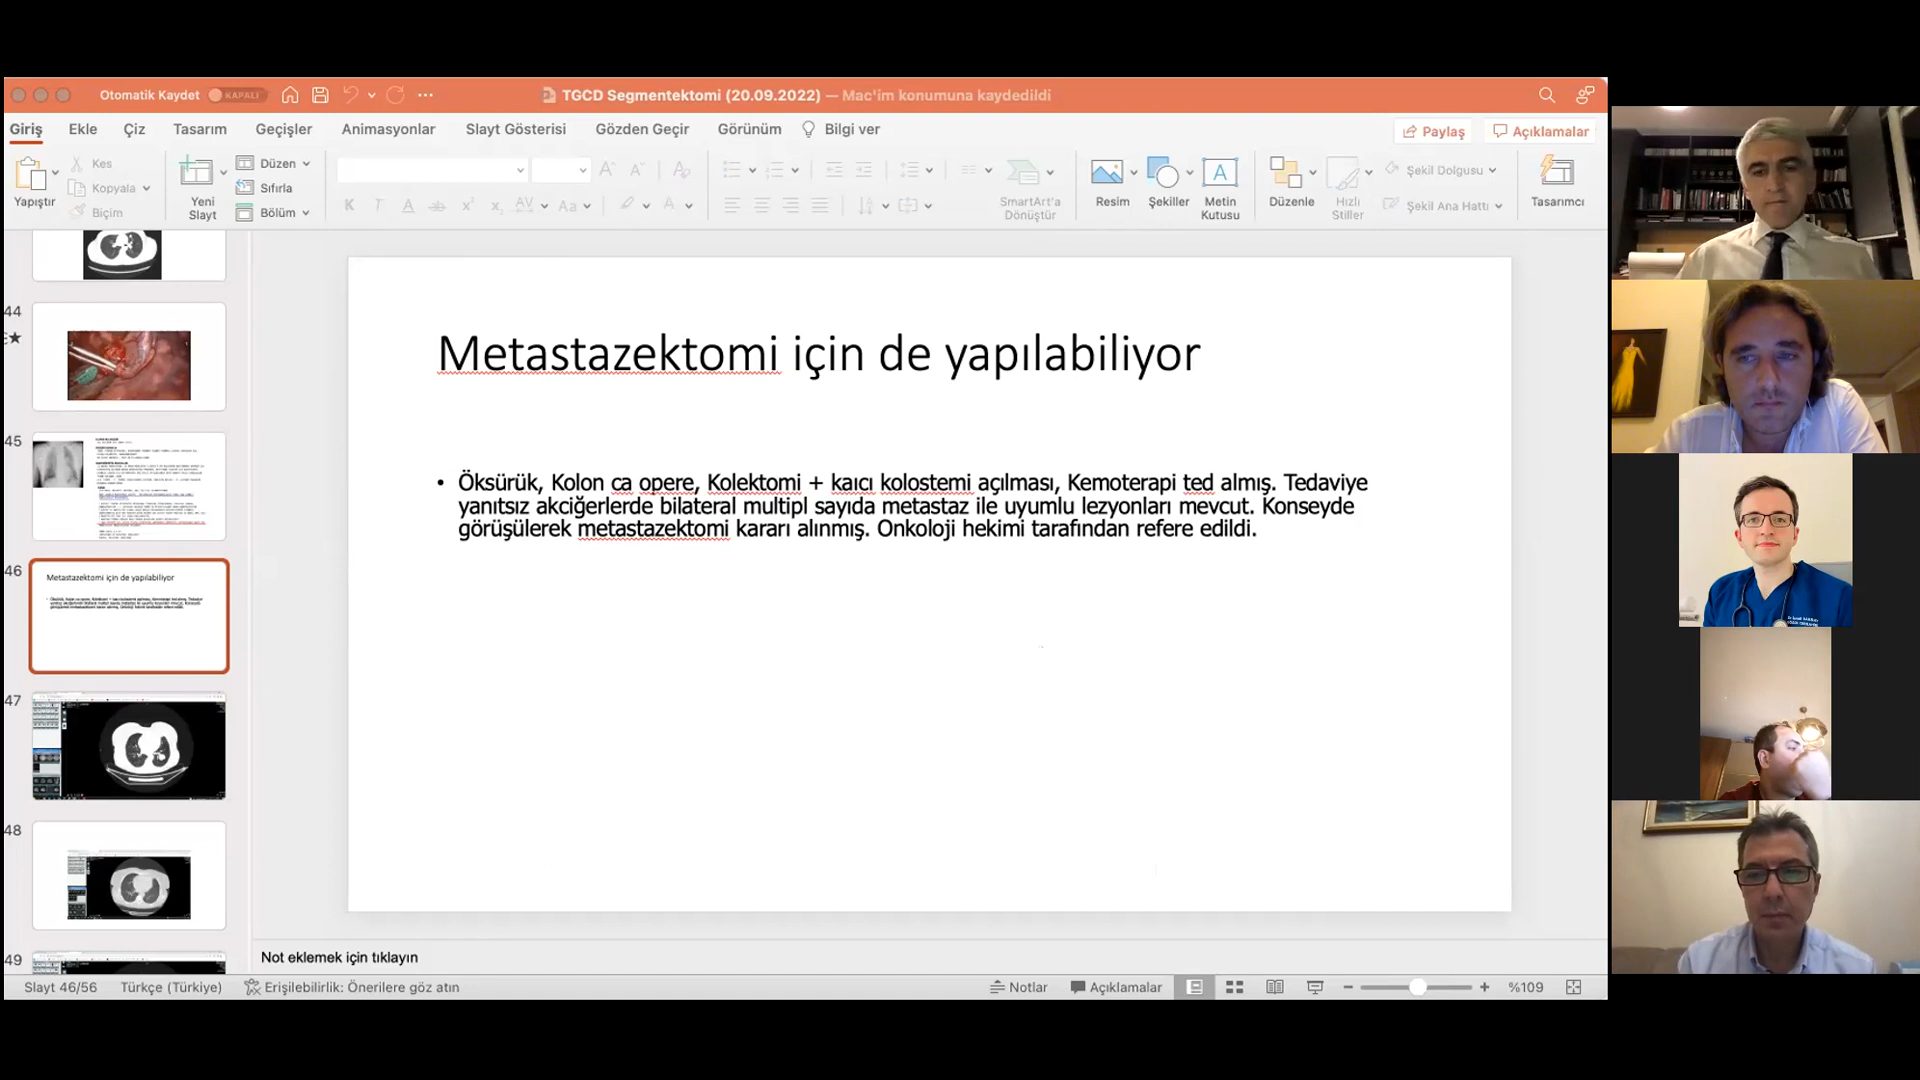 Otomatik Kaydet KAPALI
TGCD Segmentektomi (20.09.2022) — Mac'im konumuna kaydedildi
Giriş Ekle Çiz Tasarım Geçişler Animasyonlar Slayt Gösterisi Gözden Geçir Görünüm Bilgi ver
Paylaş Açıklamalar
Yapıştır
Kes
Kopyala
Biçim
Yeni
Slayt
Düzen
Sıfırla
Bölüm
SmartArt'a
Dönüştür
Resim
Şekiller
Metin
Kutusu
Düzenle
Hızlı
Stiller
Şekil Dolgusu
Şekil Ana Hattı
Tasarımcı
44
45
46
Metastazektomi için de yapılabiliyor
47
48
49
Metastazektomi için de yapılabiliyor
• Öksürük, Kolon ca opere, Kolektomi + kaıcı kolostemi açılması, Kemoterapi ted almış. Tedaviye
yanıtsız akciğerlerde bilateral multipl sayıda metastaz ile uyumlu lezyonları mevcut. Konseyde
görüşülerek metastazektomi kararı alınmış. Onkoloji hekimi tarafından refere edildi.
Not eklemek için tıklayın
Slayt 46/56 Türkçe (Türkiye) Erişilebilirlik: Önerilere göz atın
Notlar Açıklamalar %109